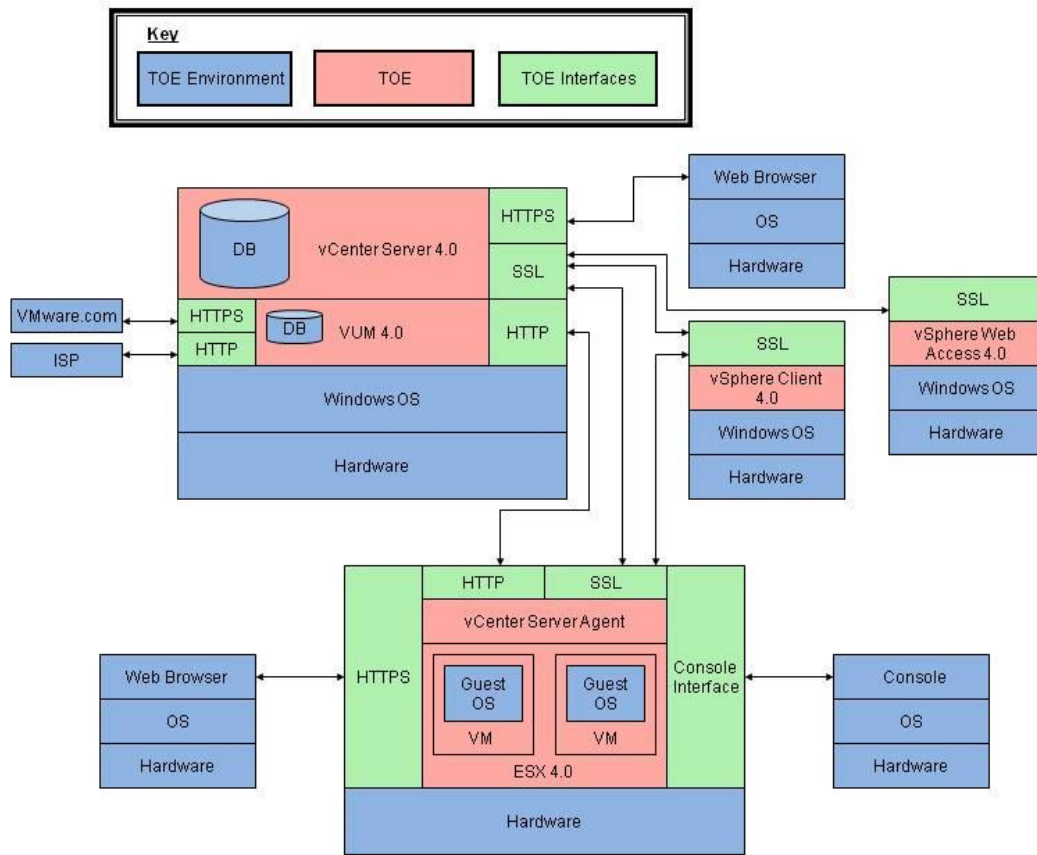 Key
TOE Environment
TOE
TOE Interfaces
Web Browser
OS
Hardware
HTTPS
DB
vCenter Server 4.0
SSL
VMware.com
HTTPS
DB
VUM 4.0
HTTP
ISP
HTTP
Windows OS
Hardware
SSL
vSphere Web
Access 4.0
Windows OS
Hardware
SSL
vSphere Client
4.0
Windows OS
Hardware
HTTP
SSL
vCenter Server Agent
HTTPS
Guest
OS
VM
Guest
OS
VM
ESX 4.0
Console
Interface
Hardware
Web Browser
OS
Hardware
Console
OS
Hardware